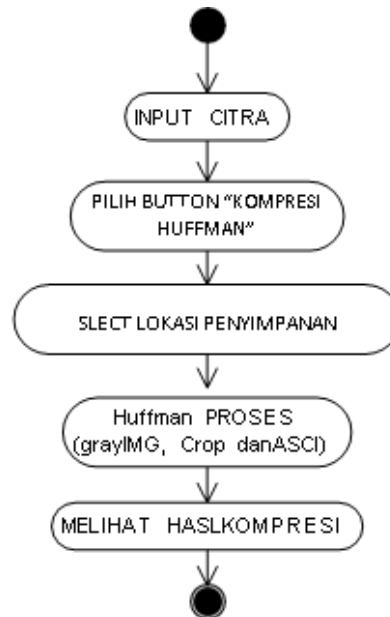 INPUT CITRA
PILIH BUTTON “KOMPRESI
HUFFMAN”
SLECT LOKASI PENYIMPANAN
Huffman PROSES
(grayIMG, Crop danASCI)
MELIHAT HASLKOMPRESI